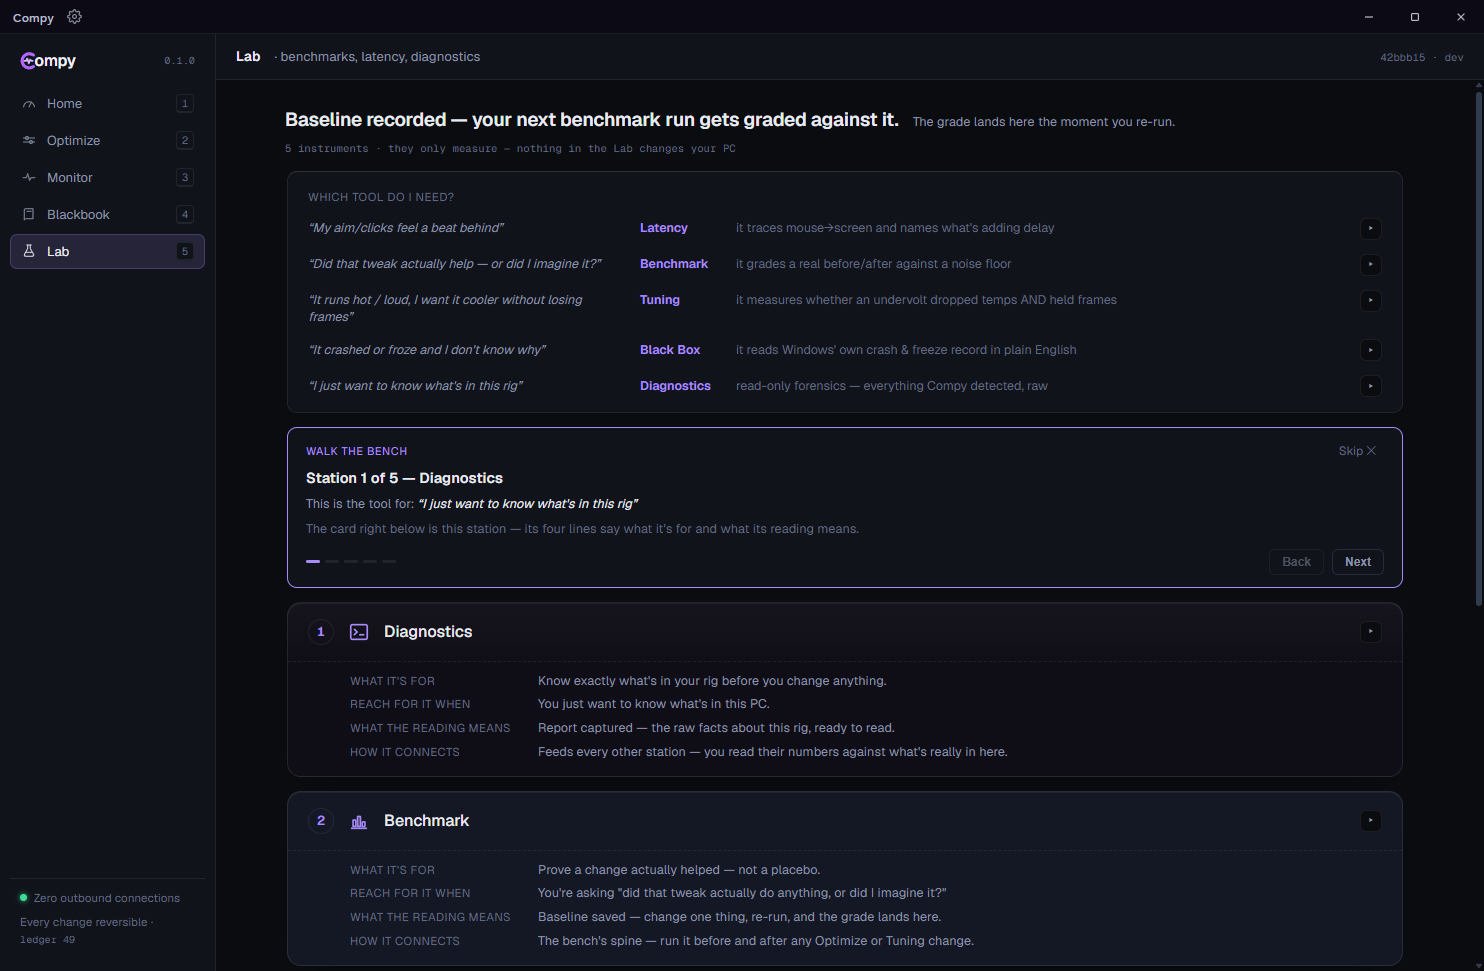 Compy
Compy 0.1.0
Home 1
Optimize 2
Monitor 3
Blackbook 4
Lab 5
Zero outbound connections
Every change reversible ·
ledger 49
Lab · benchmarks, latency, diagnostics
42bbb15 · dev
Baseline recorded — your next benchmark run gets graded against it. The grade lands here the moment you re-run.
5 instruments · they only measure — nothing in the Lab changes your PC
WHICH TOOL DO I NEED?
“My aim/clicks feel a beat behind” Latency it traces mouse→screen and names what's adding delay
“Did that tweak actually help — or did I imagine it?” Benchmark it grades a real before/after against a noise floor
“It runs hot / loud, I want it cooler without losing Tuning it measures whether an undervolt dropped temps AND held frames
frames”
“It crashed or froze and I don't know why” Black Box it reads Windows' own crash & freeze record in plain English
“I just want to know what's in this rig” Diagnostics read-only forensics — everything Compy detected, raw
WALK THE BENCH Skip
Station 1 of 5 — Diagnostics
This is the tool for: “I just want to know what's in this rig”
The card right below is this station — its four lines say what it's for and what its reading means.
Back Next
1 Diagnostics
WHAT IT'S FOR Know exactly what's in your rig before you change anything.
REACH FOR IT WHEN You just want to know what's in this PC.
WHAT THE READING MEANS Report captured — the raw facts about this rig, ready to read.
HOW IT CONNECTS Feeds every other station — you read their numbers against what's really in here.
2 Benchmark
WHAT IT'S FOR Prove a change actually helped — not a placebo.
REACH FOR IT WHEN You're asking "did that tweak actually do anything, or did I imagine it?"
WHAT THE READING MEANS Baseline saved — change one thing, re-run, and the grade lands here.
HOW IT CONNECTS The bench's spine — run it before and after any Optimize or Tuning change.